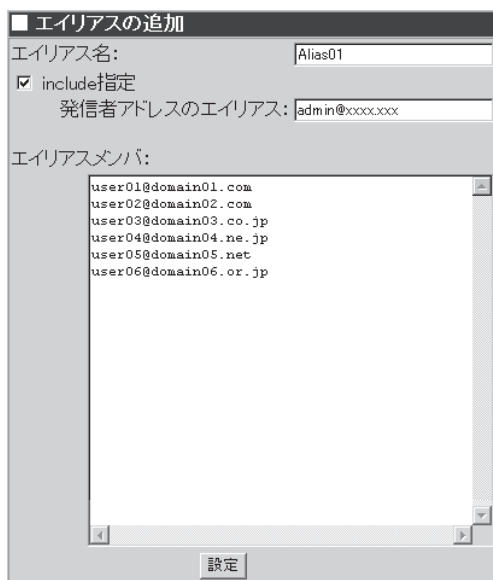 ■ エイリアスの追加
エイリアス名: Alias01
include指定
発信者アドレスのエイリアス: admin@xxxx.xxx
エイリアスメンバ:
user01@domain01.com
user02@domain02.com
user03@domain03.co.jp
user04@domain04.ne.jp
user05@domain05.net
user06@domain06.or.jp
設定